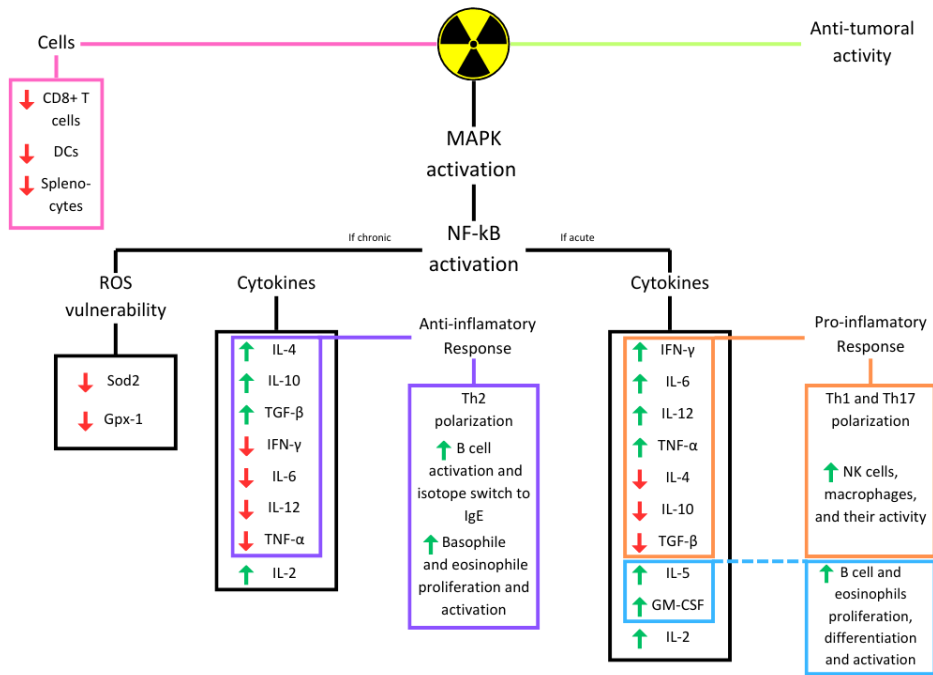 Cells
Anti-tumoral
activity
CD8+ T
cells
DCs
Spleno-
cytes
MAPK
activation
NF-kB
activation
If chronic
If acute
ROS
vulnerability
Sod2
Gpx-1
Cytokines
IL-4
IL-10
TGF-β
IFN-γ
IL-6
IL-12
TNF-α
IL-2
Anti-inflamatory
Response
Th2
polarization
B cell
activation and
isotope switch to
IgE
Basophile
and eosinophile
proliferation and
activation
Cytokines
IFN-γ
IL-6
IL-12
TNF-α
IL-4
IL-10
TGF-β
IL-5
GM-CSF
IL-2
Pro-inflamatory
Response
Th1 and Th17
polarization
NK cells,
macrophages,
and their activity
B cell and
eosinophils
proliferation,
differentiation
and activation